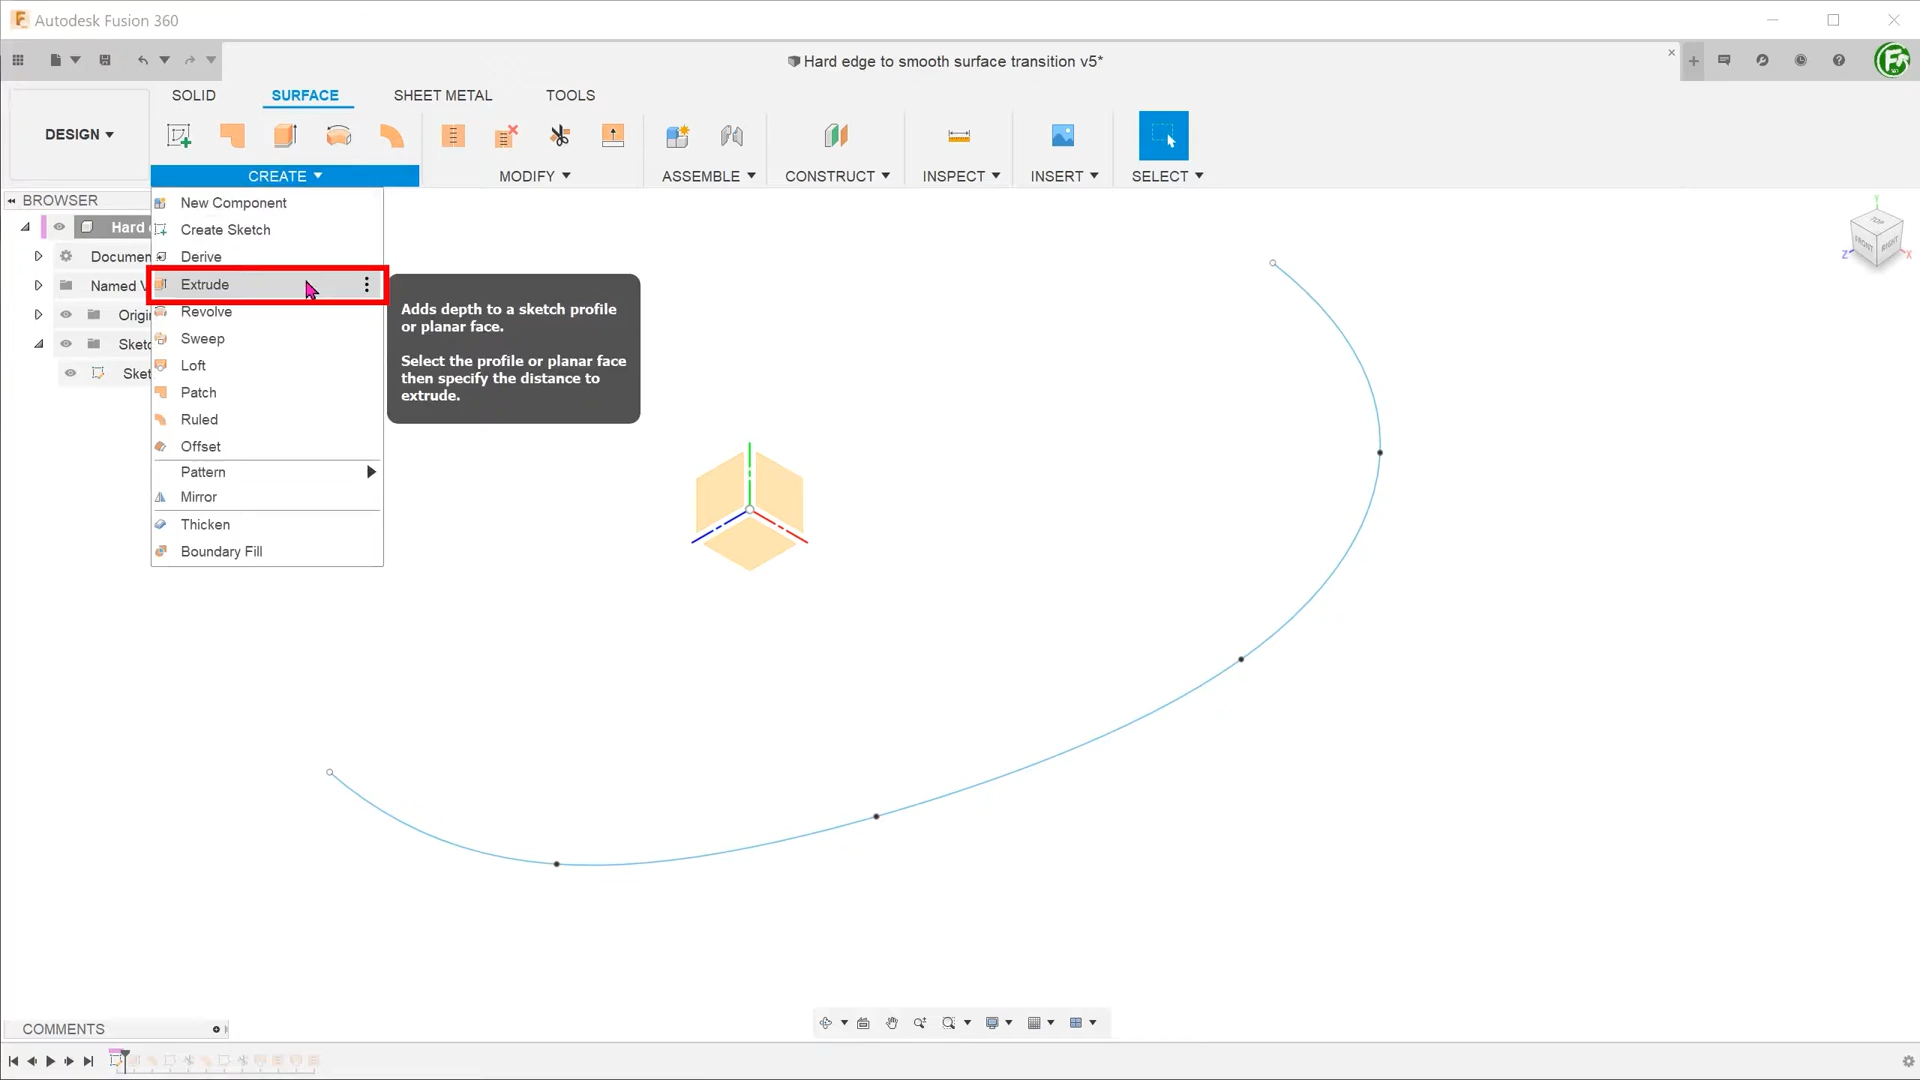 Autodesk Fusion 360
Hard edge to smooth surface transition v5*
SOLID
SURFACE
SHEET METAL
TOOLS
DESIGN
CREATE
MODIFY
ASSEMBLE
CONSTRUCT
INSPECT
INSERT
SELECT
BROWSER
Hard
Documen
Named V
Origi
Sketc
Sket
New Component
Create Sketch
Derive
Extrude
Revolve
Sweep
Loft
Patch
Ruled
Offset
Pattern
Mirror
Thicken
Boundary Fill
Adds depth to a sketch profile
or planar face.
Select the profile or planar face
then specify the distance to
extrude.
Y
TOP
FRONT
RIGHT
Z
X
COMMENTS